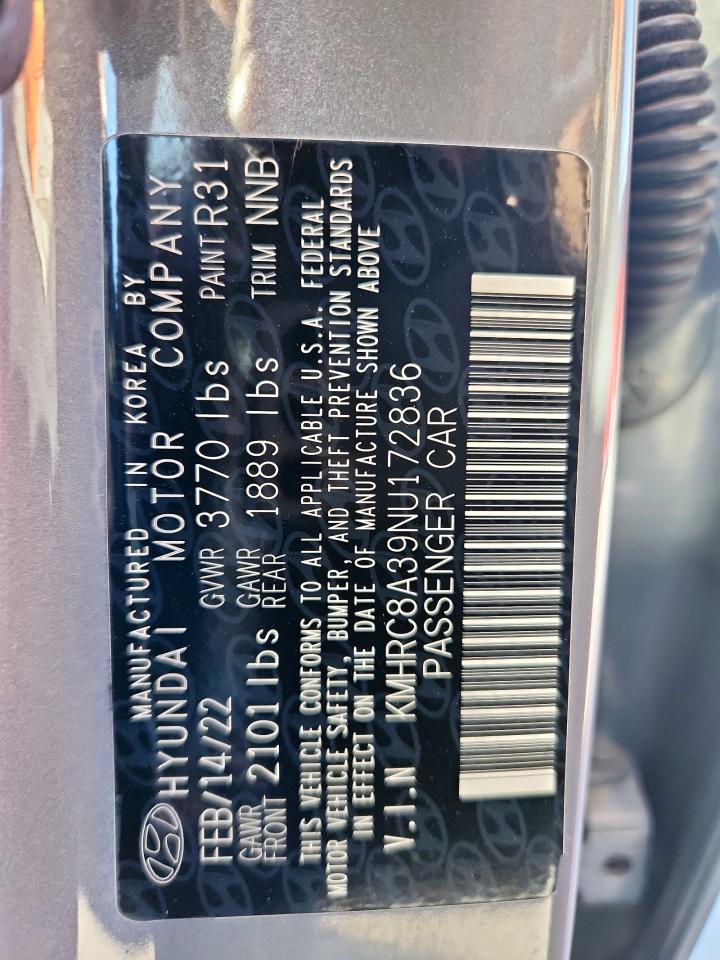 MANUFACTURED IN KOREA BY
HYUNDAI MOTOR COMPANY
FEB/14/22 GVWR 3770 lbs PAINT R31
GAWR FRONT 2101 lbs GAWR REAR 1889 lbs TRIM NNB
THIS VEHICLE CONFORMS TO ALL APPLICABLE U.S.A. FEDERAL
MOTOR VEHICLE SAFETY, BUMPER, AND THEFT PREVENTION STANDARDS
IN EFFECT ON THE DATE OF MANUFACTURE SHOWN ABOVE
V.I.N KMHRC8A39NU172836
PASSENGER CAR